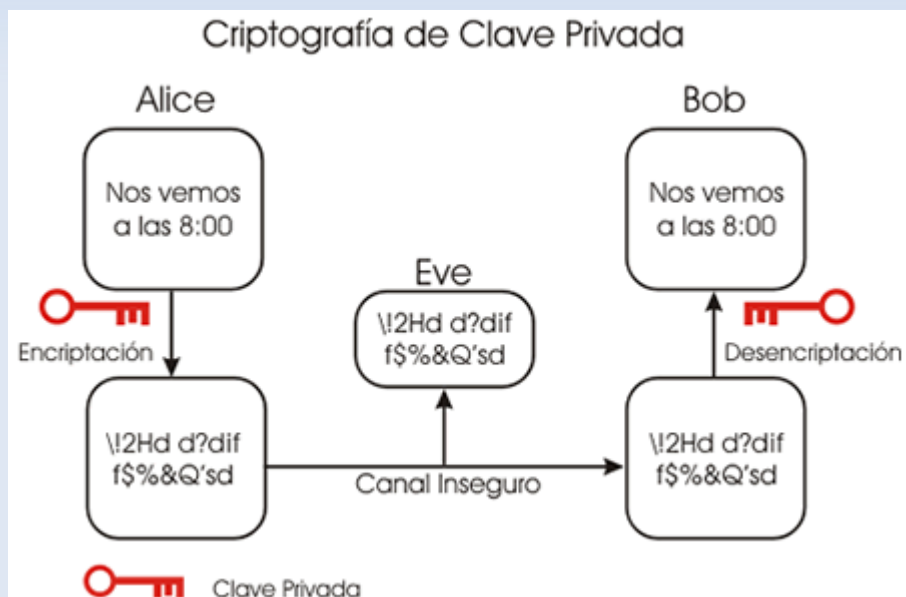 Criptografía de Clave Privada
Alice
Bob
Nos vemos
a las 8:00
Nos vemos
a las 8:00
Eve
\!2Hd d?dif
f$%&Q'sd
Encriptación
Desencriptación
\!2Hd d?dif
f$%&Q'sd
\!2Hd d?dif
f$%&Q'sd
Canal Inseguro
Clave Privada